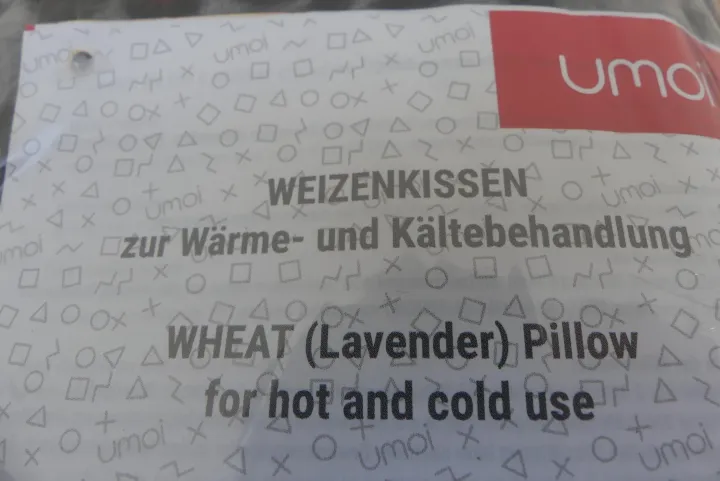 umoi
WEIZENKISSEN
zur Wärme- und Kältebehandlung
WHEAT (Lavender) Pillow
for hot and cold use